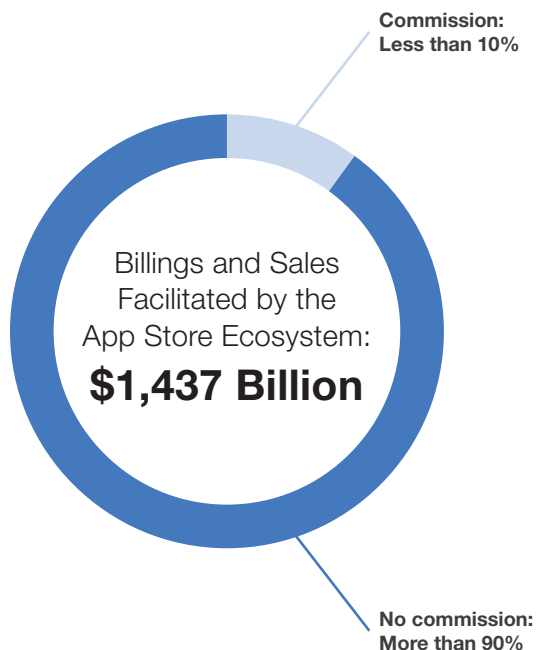 Commission:
Less than 10%
Billings and Sales
Facilitated by the
App Store Ecosystem:
$1,437 Billion
No commission:
More than 90%